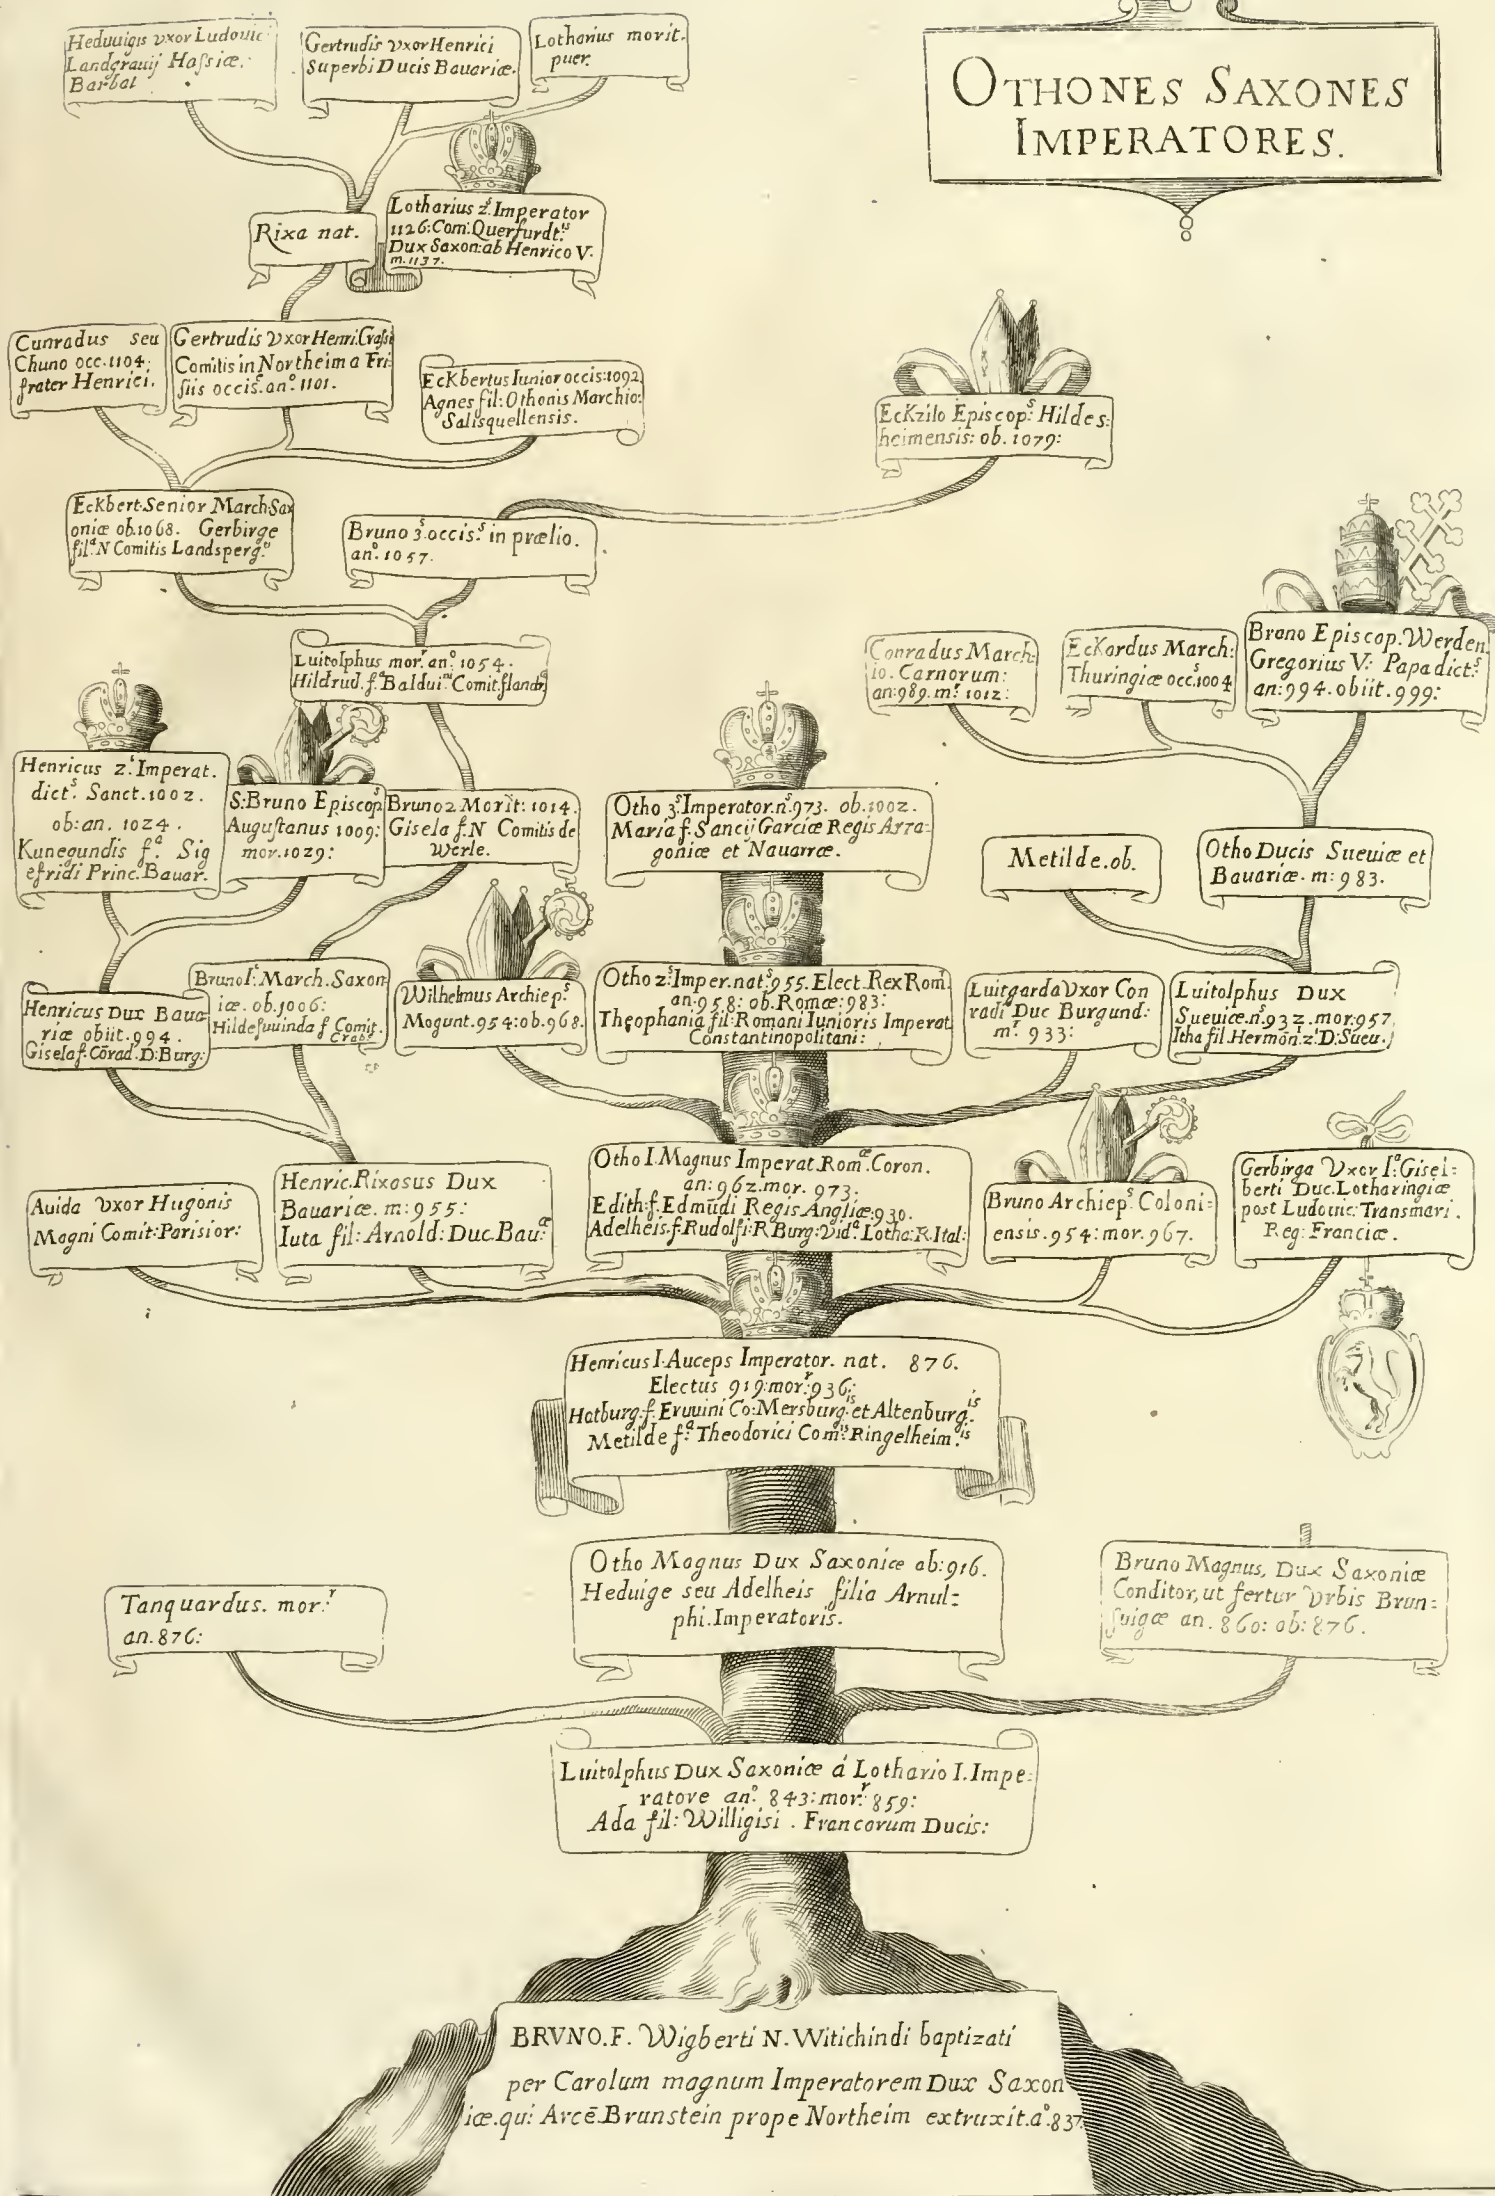 OTHONES SAXONES
IMPERATORES.
Heduuigis vxor Ludouic
Landgrauij Hassiæ.
Barbat
Gertrudis vxor Henrici
Superbi Ducis Bauariæ.
Lotharius morit.
puer.
Rixa nat.
Lotharius 2.s Imperator
1126: Com: Querfurdt.us
Dux Saxon: ab Henrico V.
m. 1137.
Cunradus seu
Chuno occ. 1104;
frater Henrici.
Gertrudis Vxor Henri. Crassi
Comitis in Northeim a Fri:
siis occis. an.o 1101.
EcKbertus Iunior occis: 1092
Agnes fil: Othonis Marchio:
Salisquellensis.
EcKzilo Episcop.s Hildes:
heimensis: ob. 1079:
EcKbert. Senior March. Sax
oniæ ob. 1068. Gerbirge
fil.a N Comitis Landsperg.
Bruno 3.s occis.s in prælio.
an.o 1057.
Luitolphus mor.r an.o 1054.
Hildrud. f.a Baldui.ni Comit. fland.
Conradus March:
io. Carnorum:
an: 989. m.r 1012:
EcKardus March:
Thuringiæ occ. 1004
Brono Episcop. Werden.
Gregorius V: Papa dict.s
an: 994. obiit. 999:
Henricus 2.s Imperat.
dict.s Sanct. 1002.
ob: an. 1024.
Kunegundis f.a Sig
efridi Princ. Bauar.
S: Bruno Episcop.s
Augustanus 1009:
mor. 1029:
Bruno 2 Morit: 1014.
Gisela f. N Comitis de
Werle.
Otho 3.s Imperator. n.s 973. ob. 1002.
Maria f. Sancij Garciæ Regis Arra:
goniæ et Nauarræ.
Metilde. ob.
Otho Ducis Sueuiæ et
Bauariæ. m: 983.
Henricus Dux Baua
riæ obiit. 994.
Gisela f. Cōrad. D: Burg:
Bruno I.s March. Saxon
iæ. ob. 1006:
Hildesuuinda f Comit.
Crab.
Wilhelmus Archiep.s
Mogunt. 954: ob. 968.
Otho 2.s Imper. nat.s 955. Elect. Rex Rom.
an. 958: ob. Romæ: 983:
Theophania fil: Romani Iunioris Imperat.
Constantinopolitani:
Luitgarda Vxor Con
radi Duc Burgund:
m.r 933:
Luitolphus Dux
Sueuiæ. n.s 932. mor: 957
Itha fil. Hermōn. 2.i D: Sueu.
Auida vxor Hugonis
Magni Comit: Parisior:
Henric. Rixosus Dux
Bauariæ. m: 955:
Iuta fil: Arnold: Duc. Bau.æ
Otho I. Magnus Imperat. Rom.æ Coron.
an: 962. mor. 973:
Edith: f. Edmūdi Regis Angliæ: 930.
Adelheis. f. Rudolfi: R Burg: Vid.a Lotha: R. Ital:
Bruno Archiep.s Coloni:
ensis. 954: mor. 967.
Gerbirga Vxor I.a Gisel:
berti Duc. Lotharingiæ
post Ludouic: Transmari.
Reg: Franciæ.
Henricus I. Auceps Imperator. nat. 876.
Electus 919: mor.r 936:
Hatburg. f. Eruuini Co: Mersburg.is et Altenburg.is
Metilde f.a Theodorici Com.is Ringelheim.is
Otho Magnus Dux Saxoniæ ob: 916.
Heduige seu Adelheis filia Arnul:
phi. Imperatoris.
Tanquardus. mor.r
an. 876:
Bruno Magnus, Dux Saxoniæ
Conditor, ut fertur Vrbis Brun:
suigæ an. 860: ob: 876.
Luitolphus Dux Saxoniæ á Lothario I. Impe:
ratore an.o 843: mor.r 859:
Ada fil: Willigisi. Francorum Ducis:
BRVNO. F. Wigberti N. Witichindi baptizati
per Carolum magnum Imperatorem Dux Saxon
iæ. qui Arcē Brunstein prope Northeim extruxit. a.o 837